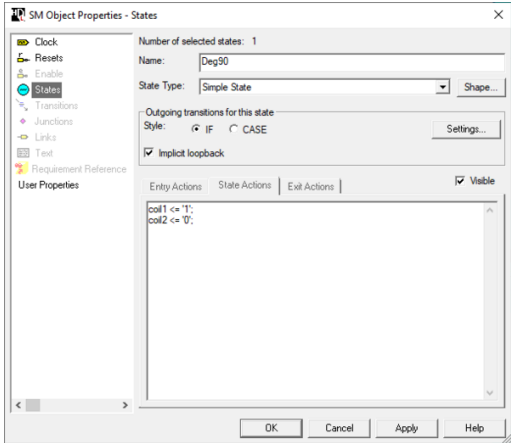 SM Object Properties - States
Clock
Resets
Enable
States
Transitions
Junctions
Links
Text
Requirement Reference
User Properties
Number of selected states: 1
Name: Deg90
State Type: Simple State Shape...
Outgoing transitions for this state
Style: IF CASE Settings...
Implicit loopback
Entry Actions State Actions Exit Actions Visible
coil1 <= '1';
coil2 <= '0';
OK Cancel Apply Help